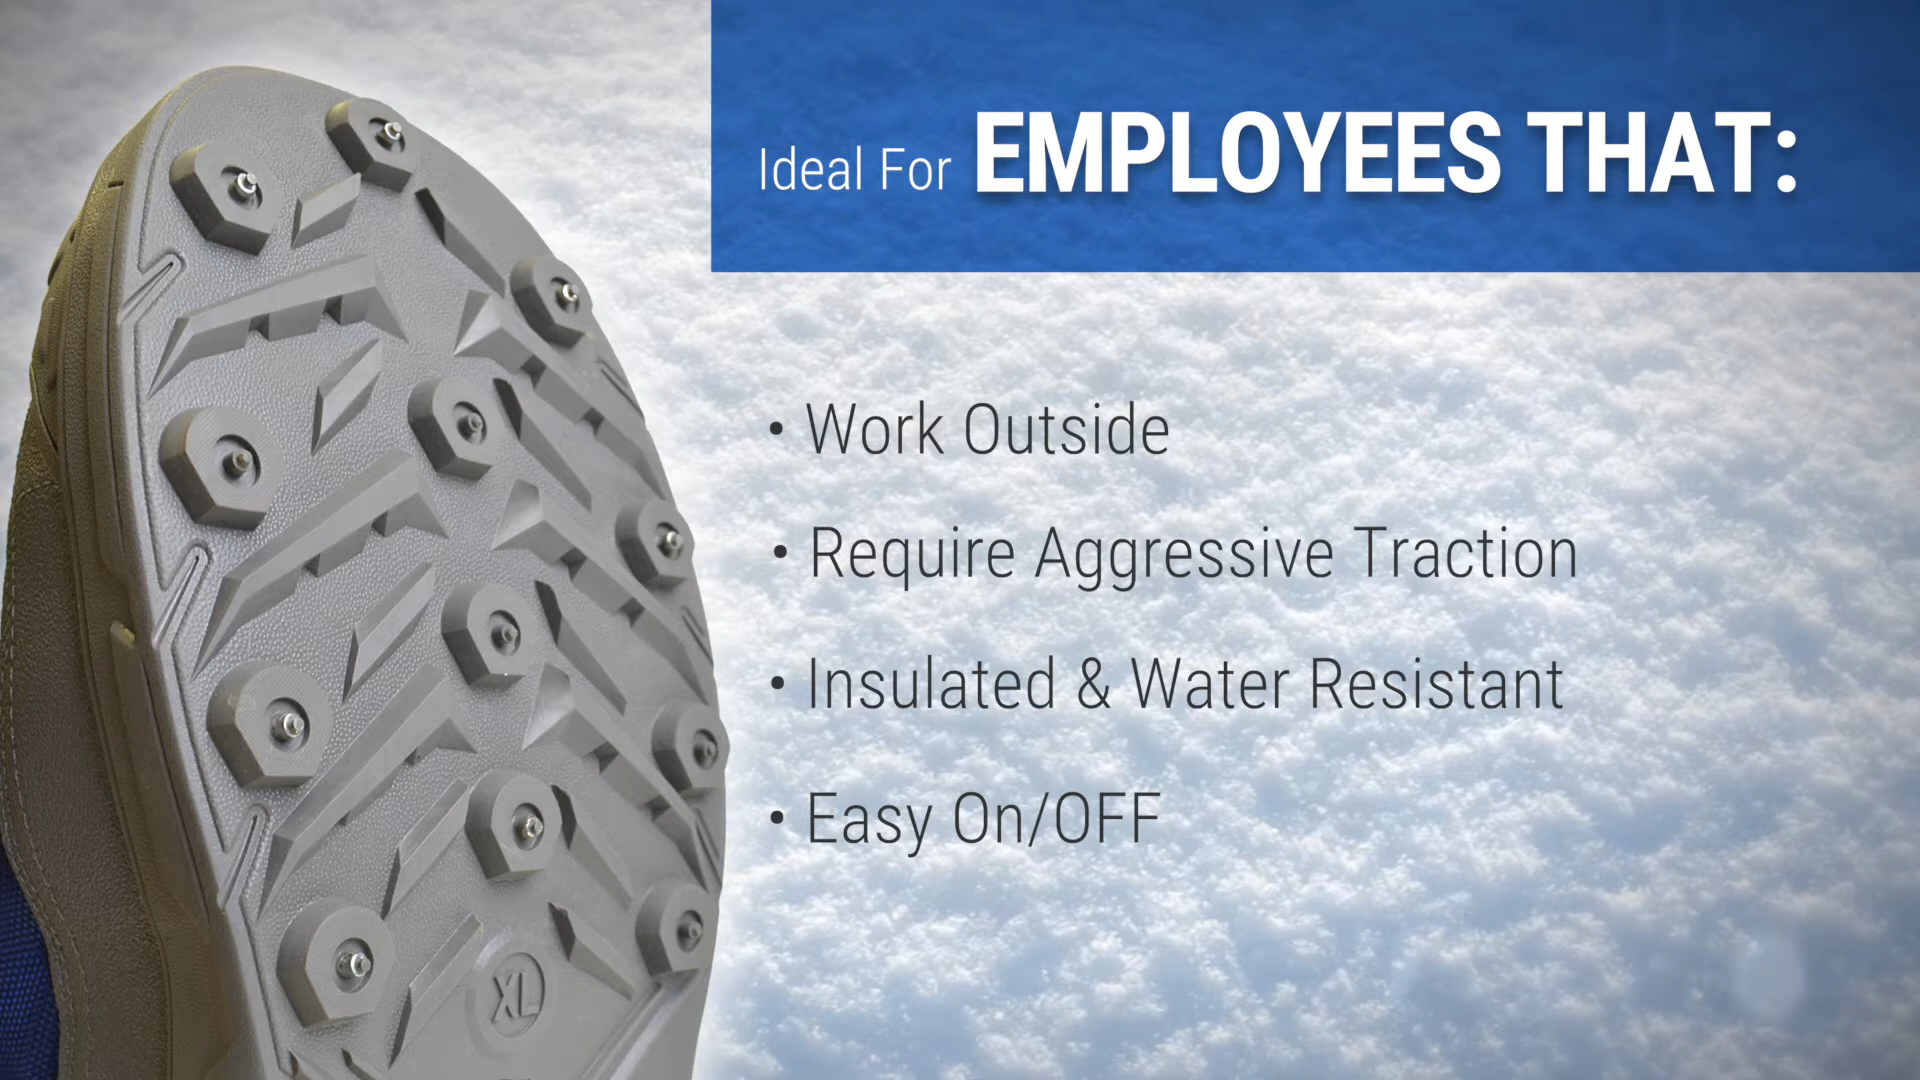 Ideal For EMPLOYEES THAT:
• Work Outside
• Require Aggressive Traction
• Insulated & Water Resistant
• Easy On/OFF
XL